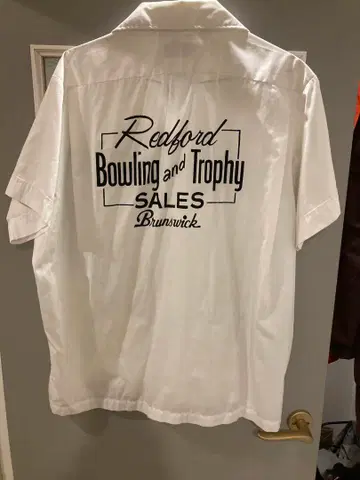 Redford
Bowling and Trophy
SALES
Brunswick